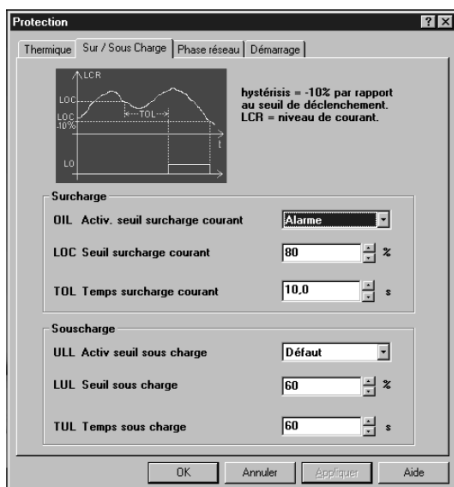 Protection
Thermique Sur / Sous Charge Phase réseau Démarrage
LCR
LOC
TOL
LOC
-10%
t
LO
hystérisis = -10% par rapport
au seuil de déclenchement.
LCR = niveau de courant.
Surcharge
OIL Activ. seuil surcharge courant Alarme
LOC Seuil surcharge courant 80 %
TOL Temps surcharge courant 10,0 s
Souscharge
ULL Activ seuil sous charge Défaut
LUL Seuil sous charge 60 %
TUL Temps sous charge 60 s
OK Annuler Appliquer Aide